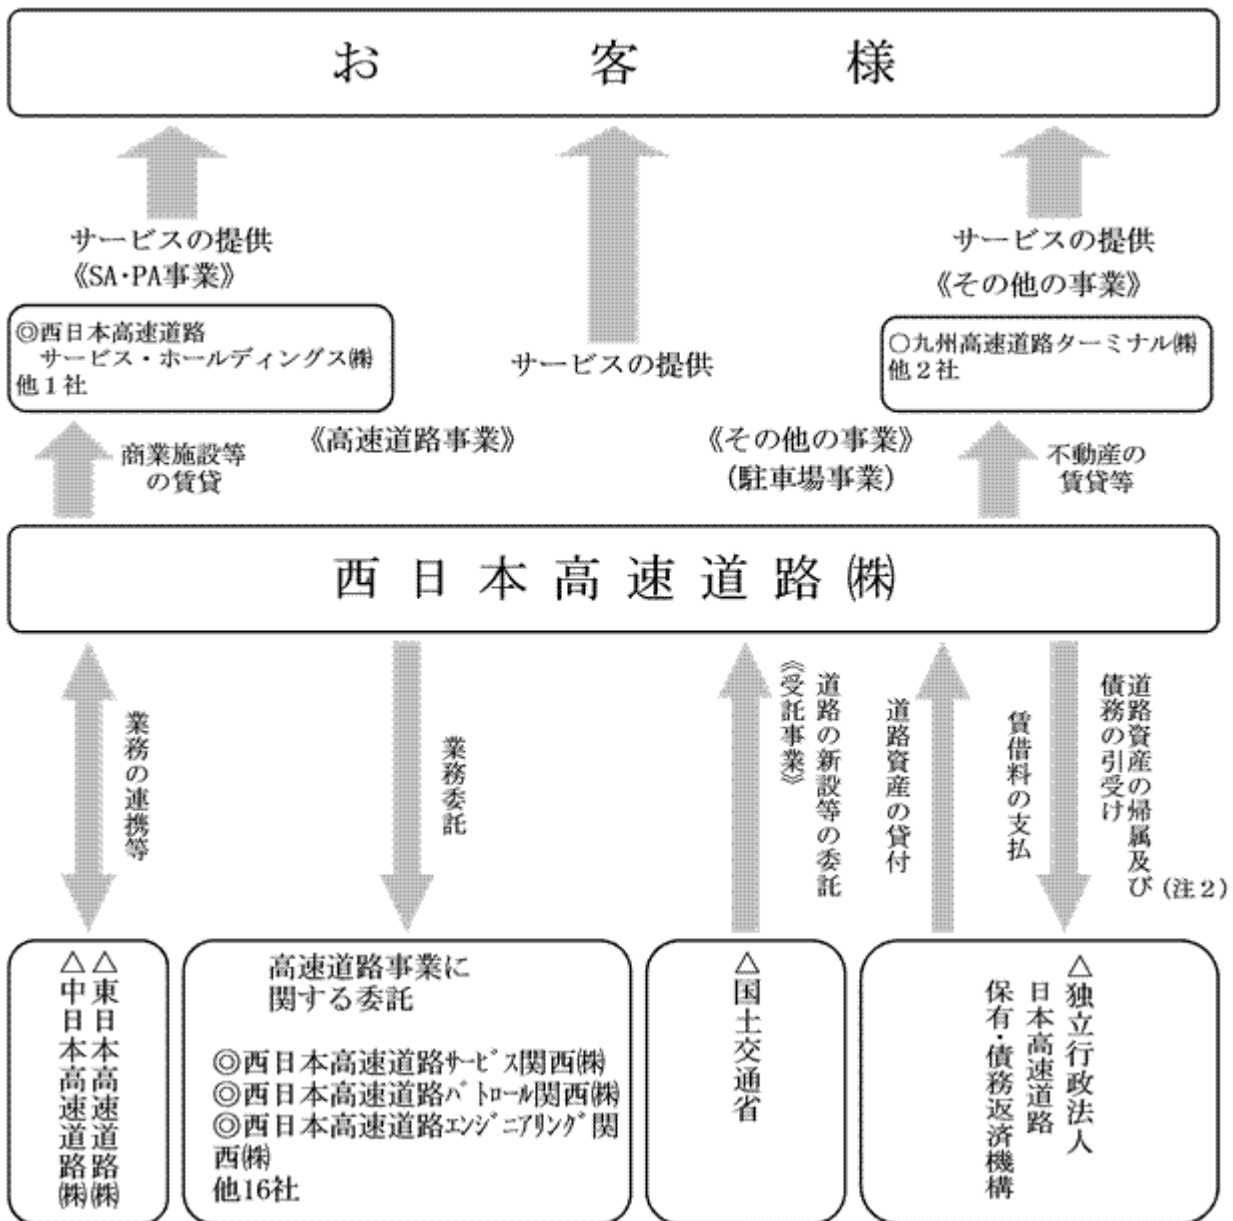 お客様
サービスの提供
《SA・PA事業》
サービスの提供
《その他の事業》
◎西日本高速道路
サービス・ホールディングス㈱
他1社
サービスの提供
○九州高速道路ターミナル㈱
他2社
商業施設等
の賃貸
《高速道路事業》
《その他の事業》
(駐車場事業)
不動産の
賃貸等
西日本高速道路㈱
業務の連携等
業務委託
道路の新設等の委託
《受託事業》
道路資産の貸付
賃借料の支払
道路資産の帰属及び
債務の引受け
(注2)
△東日本高速道路㈱
△中日本高速道路㈱
高速道路事業に
関する委託
◎西日本高速道路サービス関西㈱
◎西日本高速道路パトロール関西㈱
◎西日本高速道路エンジニアリング関
西㈱
他16社
△国土交通省
△独立行政法人
日本高速道路
保有・債務返済機構